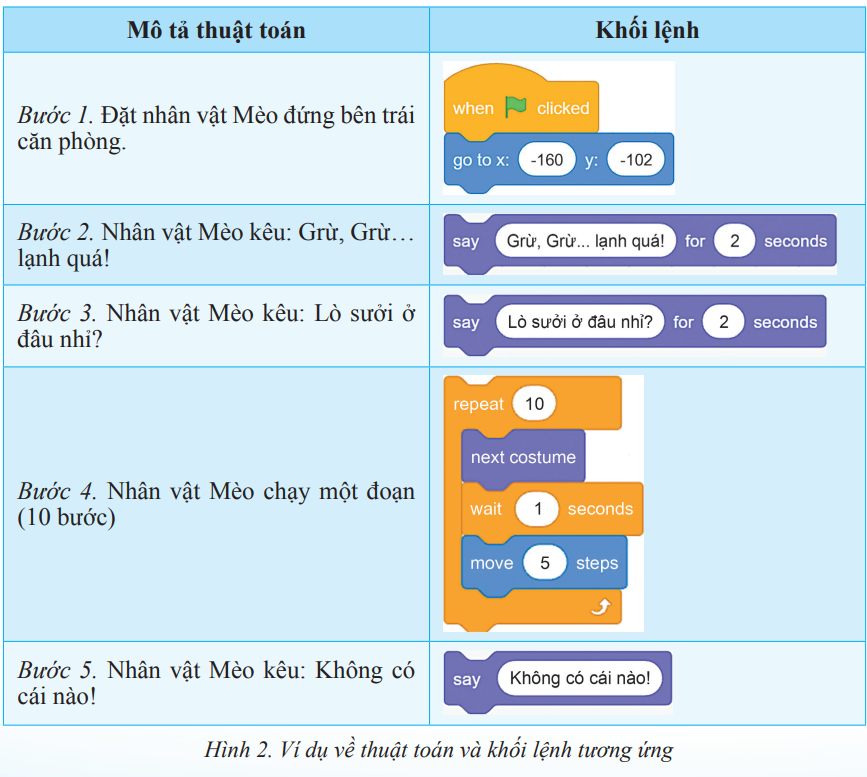 Mô tả thuật toán
Khối lệnh
Bước 1. Đặt nhân vật Mèo đứng bên trái
căn phòng.
when clicked
go to x: -160 y: -102
Bước 2. Nhân vật Mèo kêu: Grừ, Grừ…
lạnh quá!
say Grừ, Grừ... lạnh quá! for 2 seconds
Bước 3. Nhân vật Mèo kêu: Lò sưởi ở
đâu nhỉ?
say Lò sưởi ở đâu nhỉ? for 2 seconds
Bước 4. Nhân vật Mèo chạy một đoạn
(10 bước)
repeat 10
next costume
wait 1 seconds
move 5 steps
Bước 5. Nhân vật Mèo kêu: Không có
cái nào!
say Không có cái nào!
Hình 2. Ví dụ về thuật toán và khối lệnh tương ứng